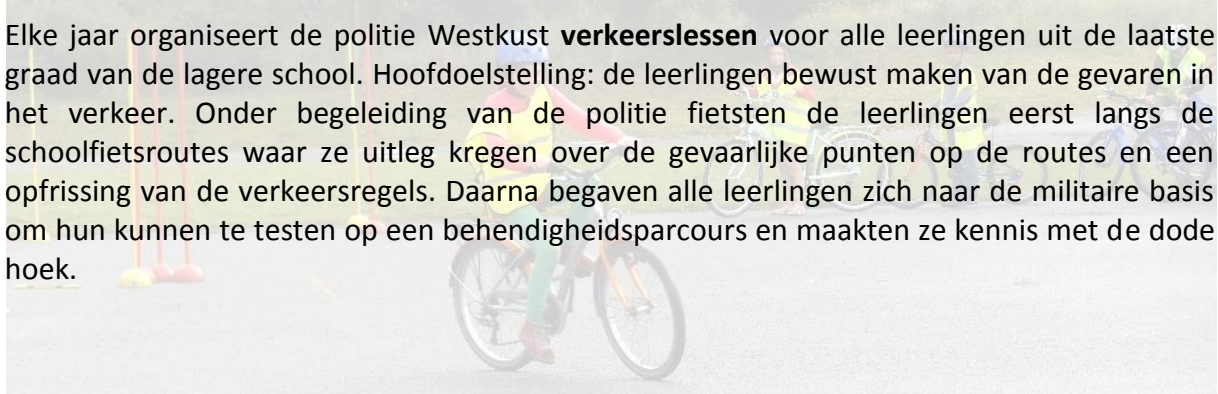 Elke jaar organiseert de politie Westkust verkeerslessen voor alle leerlingen uit de laatste
graad van de lagere school. Hoofdoelstelling: de leerlingen bewust maken van de gevaren in
het verkeer. Onder begeleiding van de politie fietsten de leerlingen eerst langs de
schoolfietsroutes waar ze uitleg kregen over de gevaarlijke punten op de routes en een
opfrissing van de verkeersregels. Daarna begaven alle leerlingen zich naar de militaire basis
om hun kunnen te testen op een behendigheidsparcours en maakten ze kennis met de dode
hoek.